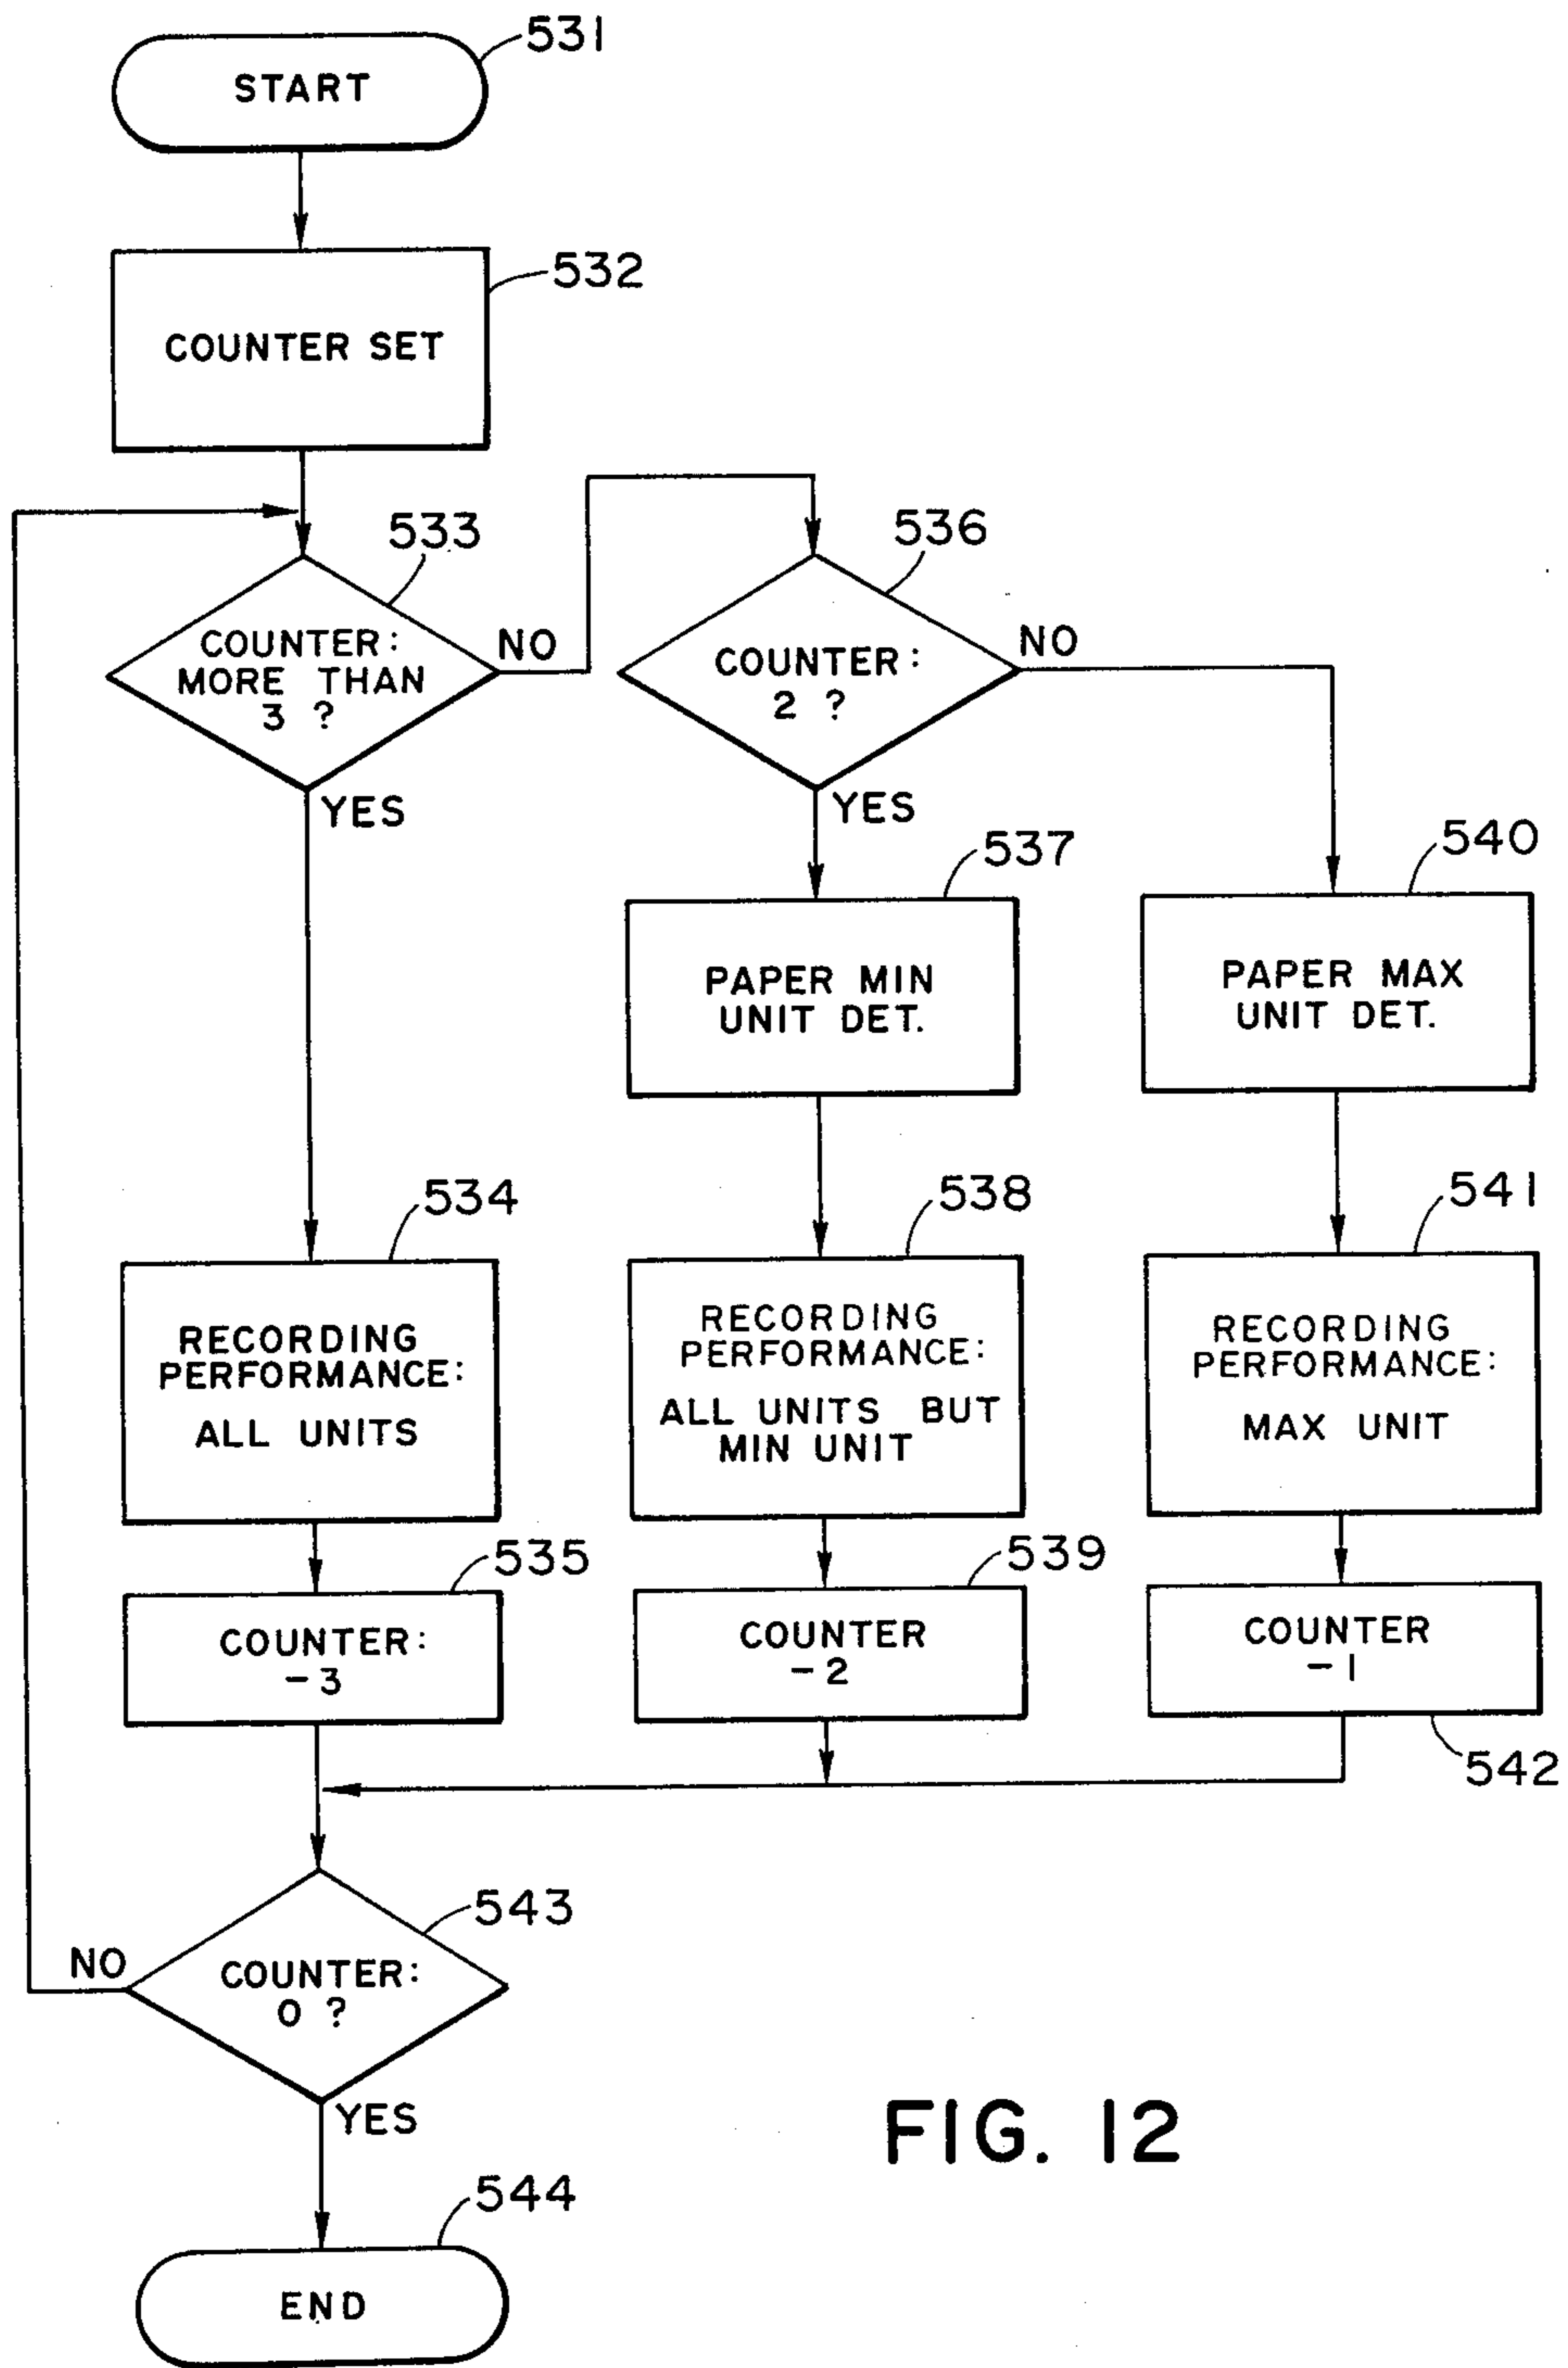 531
START
532
COUNTER SET
533
COUNTER:
MORE THAN
3 ?
NO
YES
536
COUNTER:
2 ?
NO
YES
537
PAPER MIN
UNIT DET.
540
PAPER MAX
UNIT DET.
534
RECORDING
PERFORMANCE:
ALL UNITS
538
RECORDING
PERFORMANCE:
ALL UNITS BUT
MIN UNIT
541
RECORDING
PERFORMANCE:
MAX UNIT
535
COUNTER:
-3
539
COUNTER
-2
COUNTER
-1
542
543
COUNTER:
0 ?
NO
YES
544
END
FIG. 12